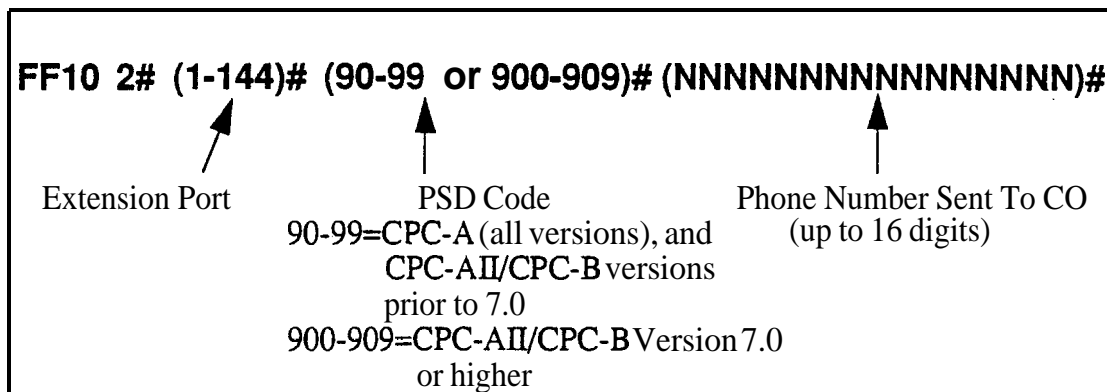 FF10 2# (1-144)# (90-99 or 900-909)# (NNNNNNNNNNNNNNNN)#
Extension Port PSD Code Phone Number Sent To CO
90-99=CPC-A (all versions), and (up to 16 digits)
CPC-AII/CPC-B versions
prior to 7.0
900-909=CPC-AII/CPC-B Version 7.0
or higher